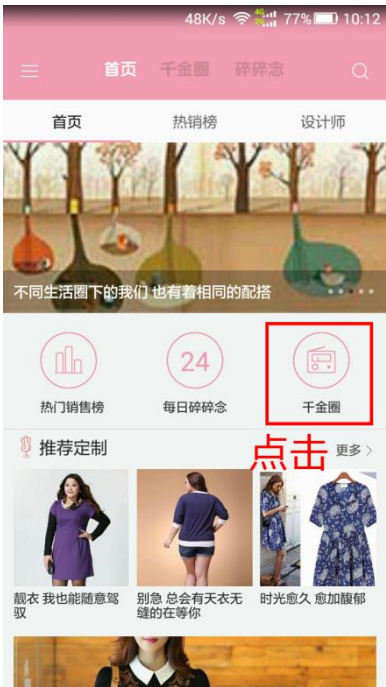 48K/s 4G 2G 77% 10:12
首页 千金圈 碎碎念
首页 热销榜 设计师
不同生活圈下的我们 也有着相同的配搭
24
热门销售榜 每日碎碎念 千金圈
推荐定制 点击 更多
靓衣 我也能随意驾
驭
别急 总会有天衣无
缝的在等你
时光愈久 愈加馥郁